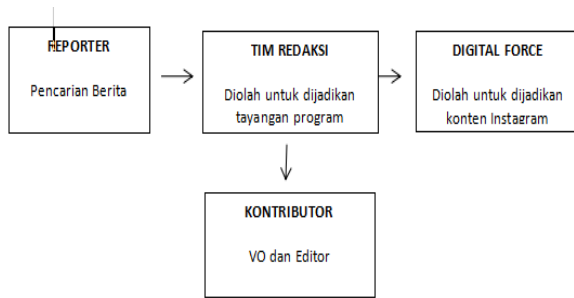 REPORTER
Pencarian Berita
TIM REDAKSI
Diolah untuk dijadikan
tayangan program
DIGITAL FORCE
Diolah untuk dijadikan
konten Instagram
KONTRIBUTOR
VO dan Editor